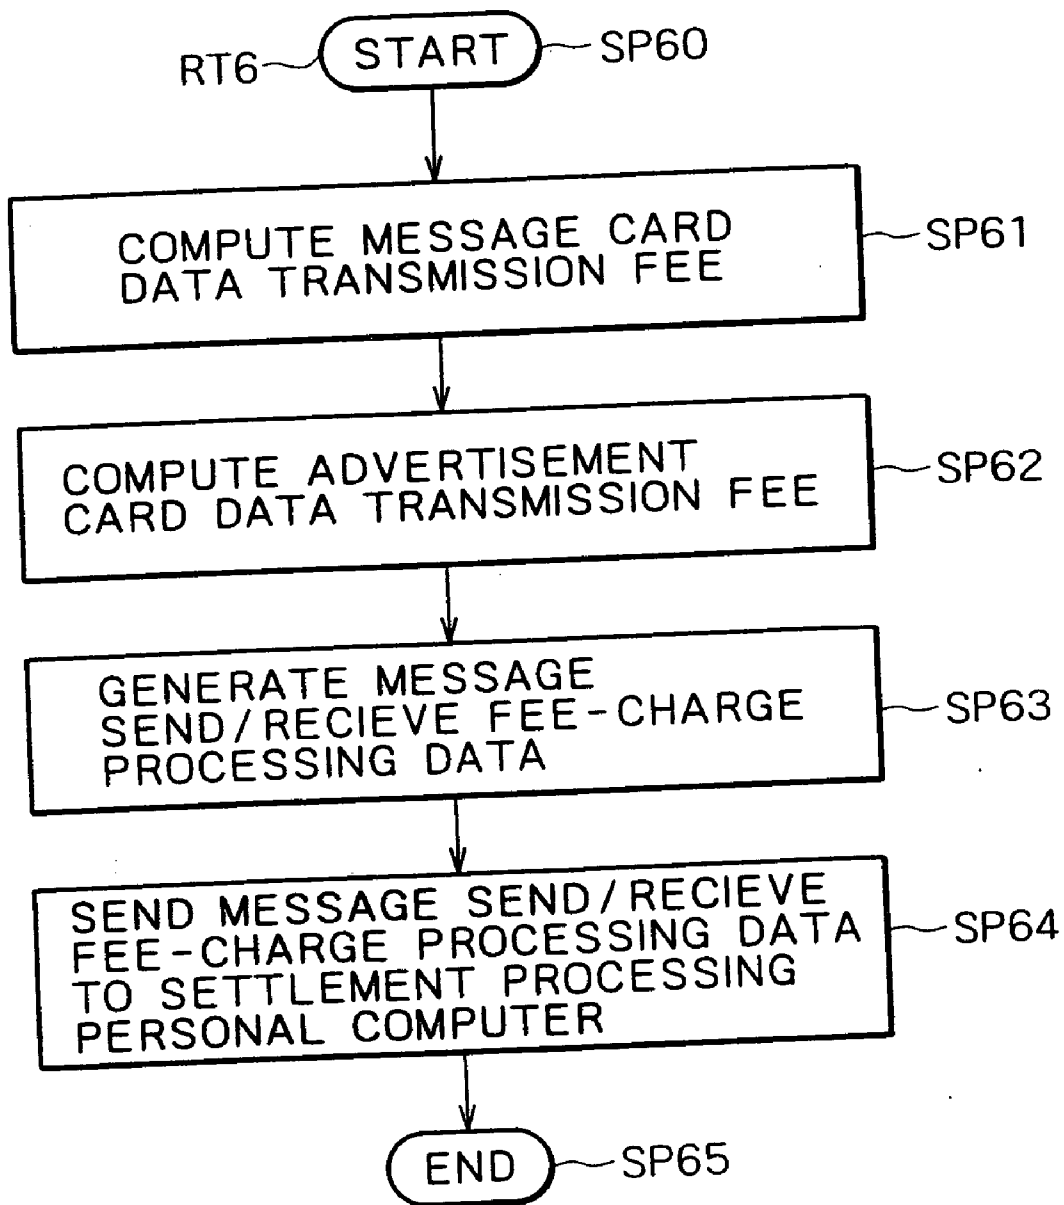 RT6 START SP60
COMPUTE MESSAGE CARD
DATA TRANSMISSION FEE
SP61
COMPUTE ADVERTISEMENT
CARD DATA TRANSMISSION FEE
SP62
GENERATE MESSAGE
SEND/RECIEVE FEE-CHARGE
PROCESSING DATA
SP63
SEND MESSAGE SEND/RECIEVE
FEE-CHARGE PROCESSING DATA
TO SETTLEMENT PROCESSING
PERSONAL COMPUTER
SP64
END SP65